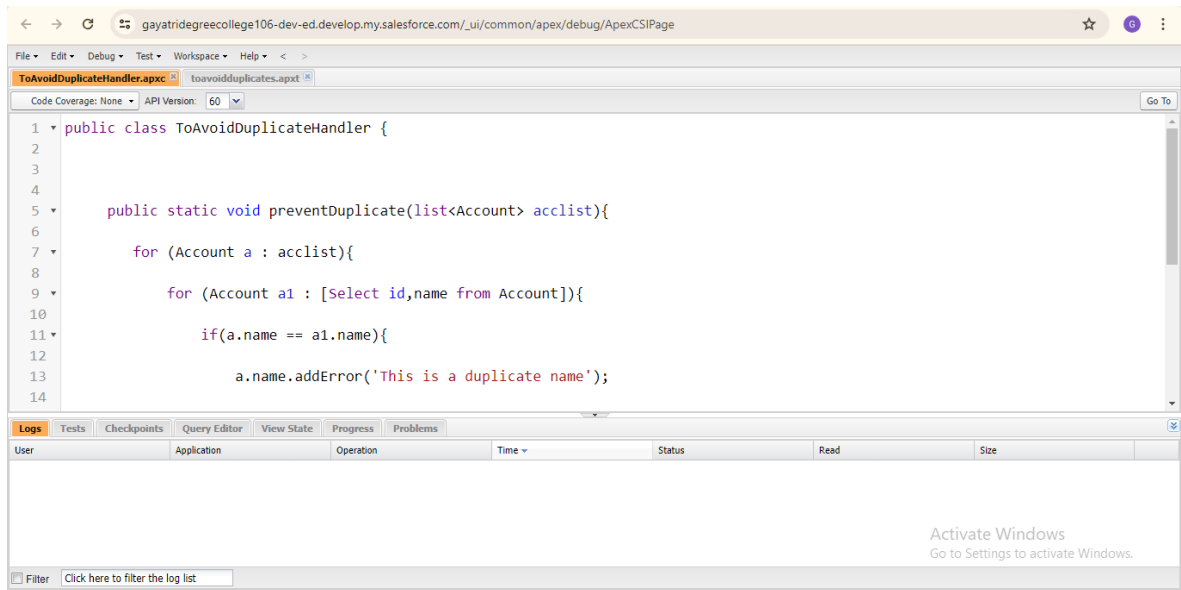 gayatridegreecollege106-dev-ed.develop.my.salesforce.com/_ui/common/apex/debug/ApexCSIPage G
File Edit Debug Test Workspace Help < >
ToAvoidDuplicateHandler.apxc toavoidduplicates.apxt
Code Coverage: None API Version: 60 Go To
1 public class ToAvoidDuplicateHandler {
2
3
4
5 public static void preventDuplicate(list<Account> acclist){
6
7 for (Account a : acclist){
8
9 for (Account a1 : [Select id,name from Account]){
10
11 if(a.name == a1.name){
12
13 a.name.addError('This is a duplicate name');
14
Logs Tests Checkpoints Query Editor View State Progress Problems
User Application Operation Time Status Read Size
Activate Windows
Go to Settings to activate Windows.
Filter Click here to filter the log list